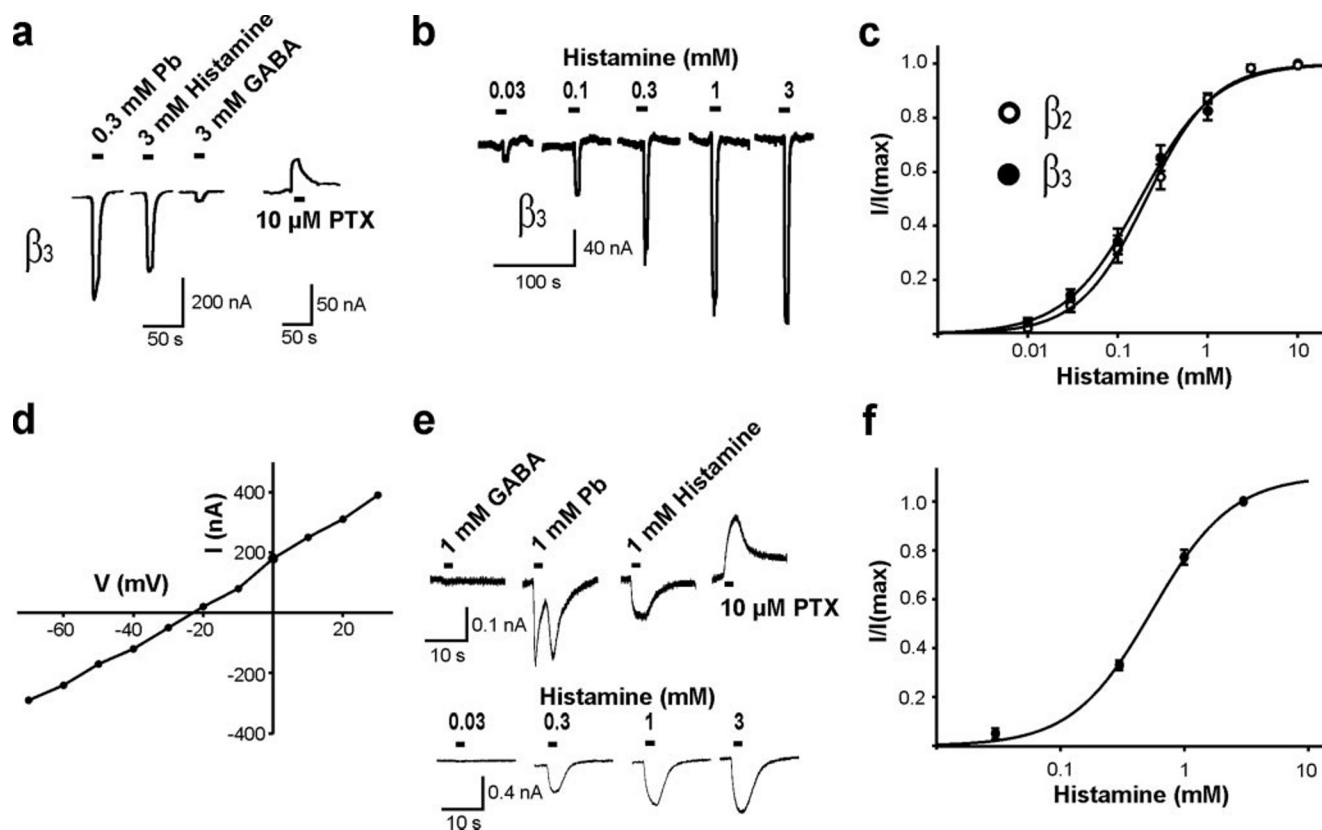 a
0.3 mM Pb
3 mM Histamine
3 mM GABA
10 µM PTX
β3
200 nA
50 s
50 nA
50 s
b
Histamine (mM)
0.03 0.1 0.3 1 3
β3
40 nA
100 s
c
I/I(max)
1.0
0.8
0.6
0.4
0.2
β2
β3
0.01 0.1 1 10
Histamine (mM)
d
I (nA)
400
200
V (mV)
-60 -40 -20 20
-200
-400
e
1 mM GABA
1 mM Pb
1 mM Histamine
10 µM PTX
0.1 nA
10 s
Histamine (mM)
0.03 0.3 1 3
0.4 nA
10 s
f
I/I(max)
1.0
0.8
0.6
0.4
0.2
0.1 1 10
Histamine (mM)